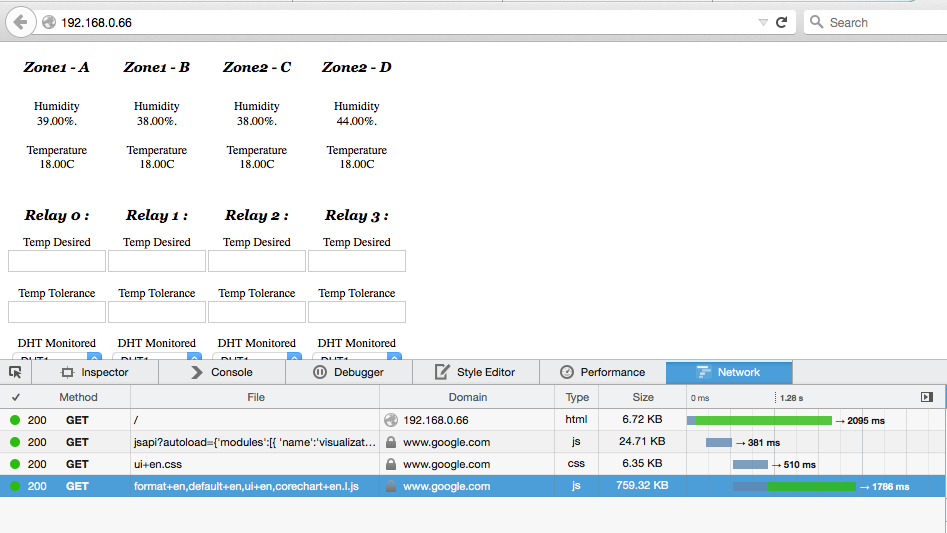 192.168.0.66
Search
Zone1 - A Zone1 - B Zone2 - C Zone2 - D
Humidity Humidity Humidity Humidity
39.00%. 38.00%. 38.00%. 44.00%.
Temperature Temperature Temperature Temperature
18.00C 18.00C 18.00C 18.00C
Relay 0 : Relay 1 : Relay 2 : Relay 3 :
Temp Desired Temp Desired Temp Desired Temp Desired
Temp Tolerance Temp Tolerance Temp Tolerance Temp Tolerance
DHT Monitored DHT Monitored DHT Monitored DHT Monitored
DHT1 DHT1 DHT1 DHT1
Inspector Console Debugger Style Editor Performance Network
✓ Method File Domain Type Size 0 ms 1.28 s
200 GET / 192.168.0.66 html 6.72 KB → 2095 ms
200 GET jsapi?autoload={'modules':[{ 'name':'visualizat… www.google.com js 24.71 KB → 381 ms
200 GET ui+en.css www.google.com css 6.35 KB → 510 ms
200 GET format+en,default+en,ui+en,corechart+en.I.js www.google.com js 759.32 KB → 1786 ms